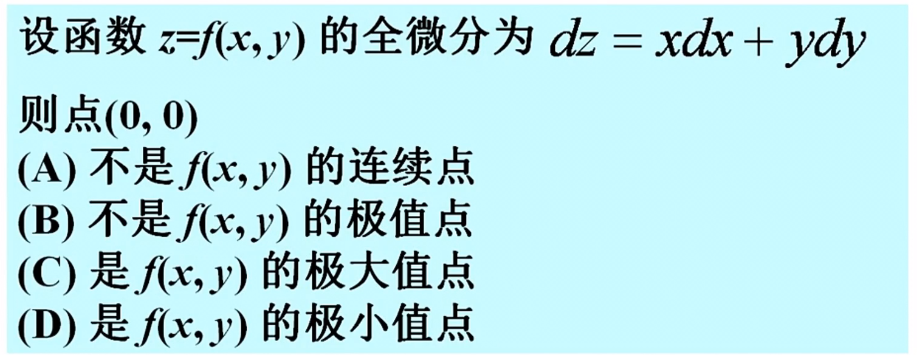 设函数 z=f(x, y) 的全微分为 dz = xdx + ydy
则点(0, 0)
(A) 不是 f(x, y) 的连续点
(B) 不是 f(x, y) 的极值点
(C) 是 f(x, y) 的极大值点
(D) 是 f(x, y) 的极小值点